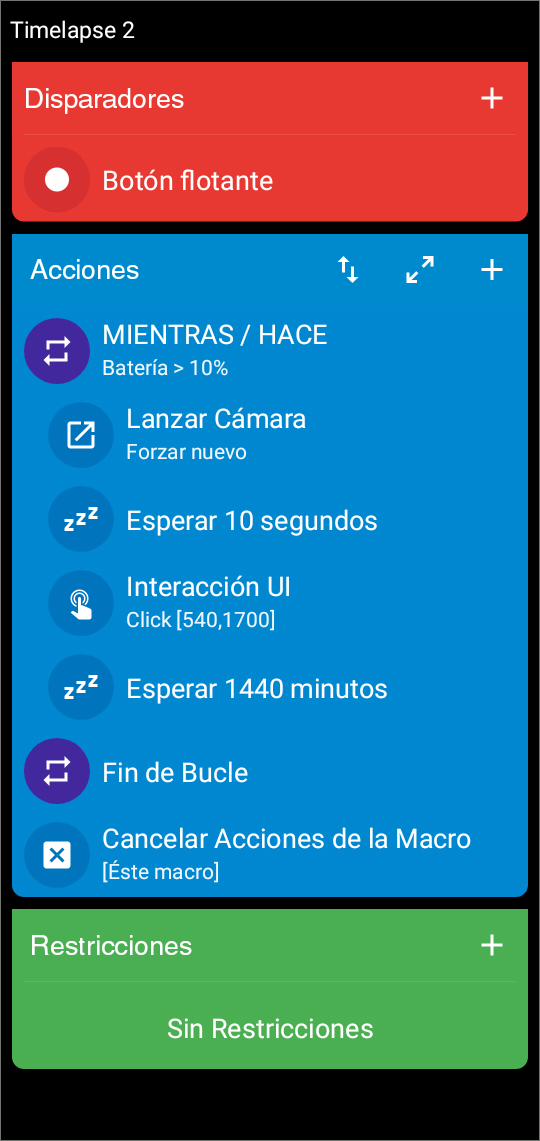 Timelapse 2
Disparadores
Botón flotante
Acciones
MIENTRAS / HACE
Batería > 10%
Lanzar Cámara
Forzar nuevo
zzz
Esperar 10 segundos
Interacción UI
Click [540,1700]
zzz
Esperar 1440 minutos
Fin de Bucle
Cancelar Acciones de la Macro
[Éste macro]
Restricciones
Sin Restricciones